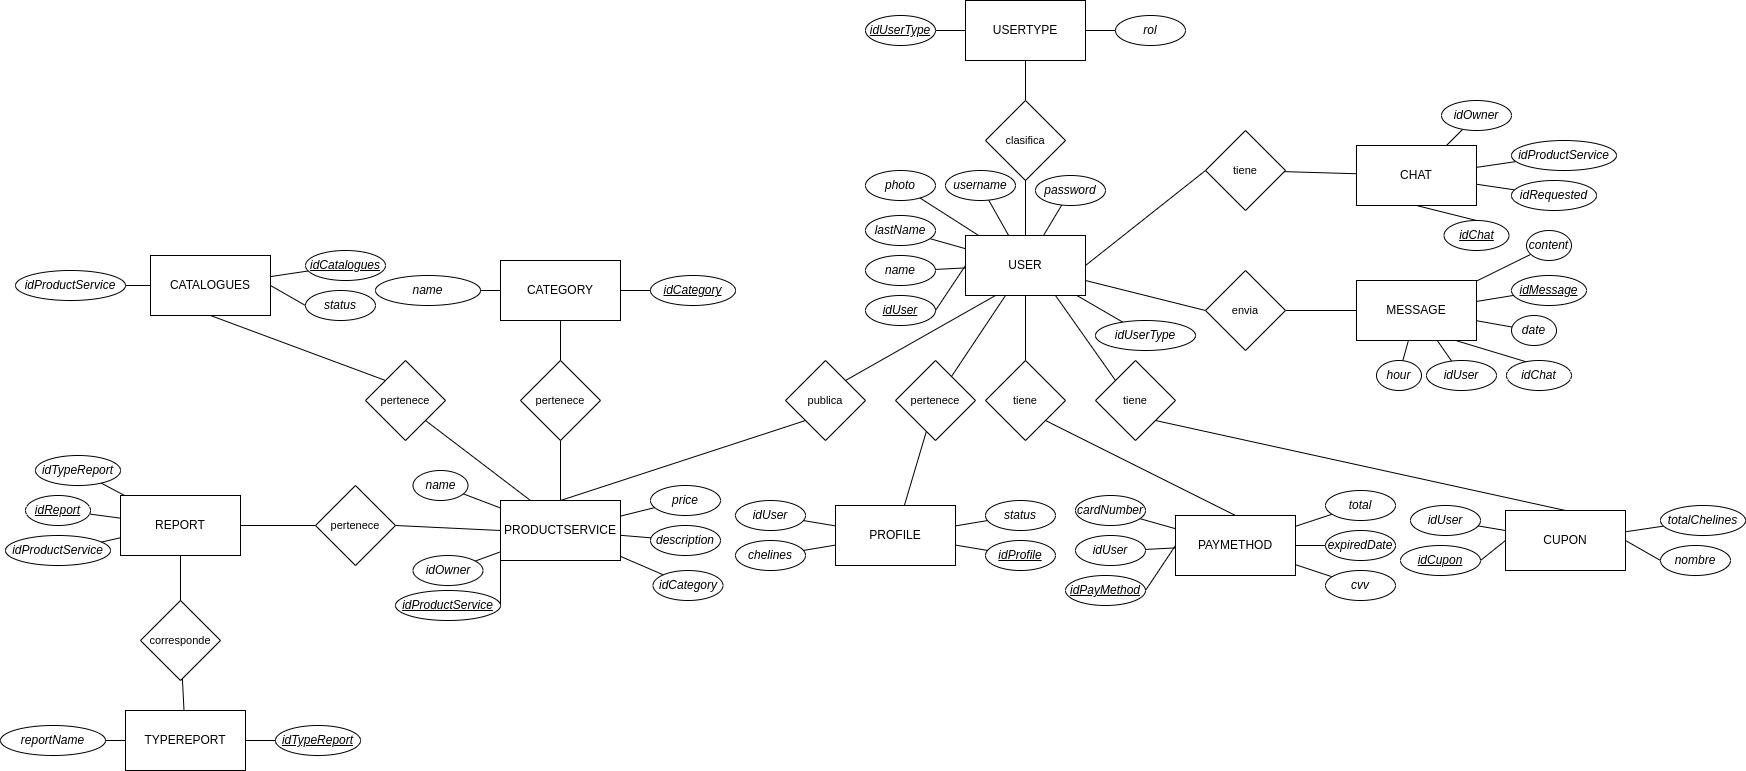 idUserType
USERTYPE
rol
clasifica
photo
username
password
lastName
name
idUser
USER
idUserType
tiene
CHAT
idOwner
idProductService
idRequested
idChat
envia
MESSAGE
content
idMessage
date
hour
idUser
idChat
idProductService
CATALOGUES
idCatalogues
status
name
CATEGORY
idCategory
pertenece
pertenece
publica
pertenece
tiene
tiene
idTypeReport
idReport
idProductService
REPORT
pertenece
name
PRODUCTSERVICE
price
description
idCategory
idOwner
idProductService
idUser
chelines
PROFILE
status
idProfile
cardNumber
idUser
idPayMethod
PAYMETHOD
total
expiredDate
cvv
idUser
idCupon
CUPON
totalChelines
nombre
corresponde
reportName
TYPEREPORT
idTypeReport